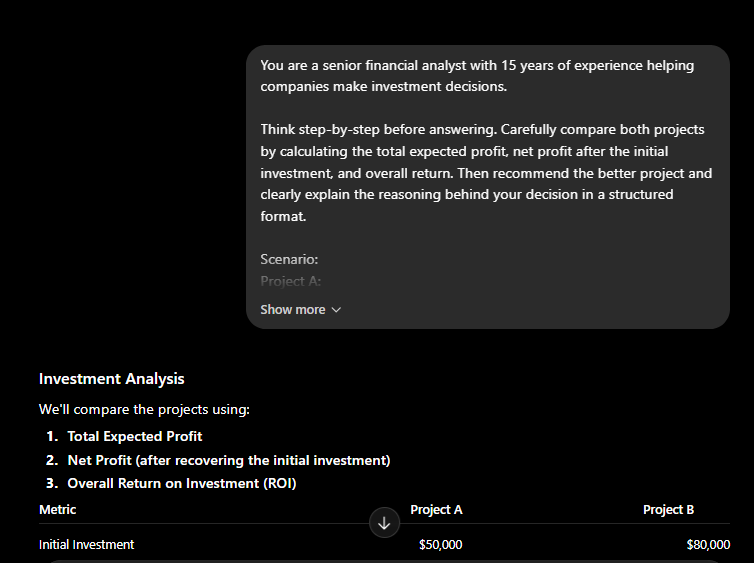 You are a senior financial analyst with 15 years of experience helping
companies make investment decisions.
Think step-by-step before answering. Carefully compare both projects
by calculating the total expected profit, net profit after the initial
investment, and overall return. Then recommend the better project and
clearly explain the reasoning behind your decision in a structured
format.
Scenario:
Project A:
Show more
Investment Analysis
We'll compare the projects using:
1. Total Expected Profit
2. Net Profit (after recovering the initial investment)
3. Overall Return on Investment (ROI)
Metric Project A Project B
Initial Investment $50,000 $80,000